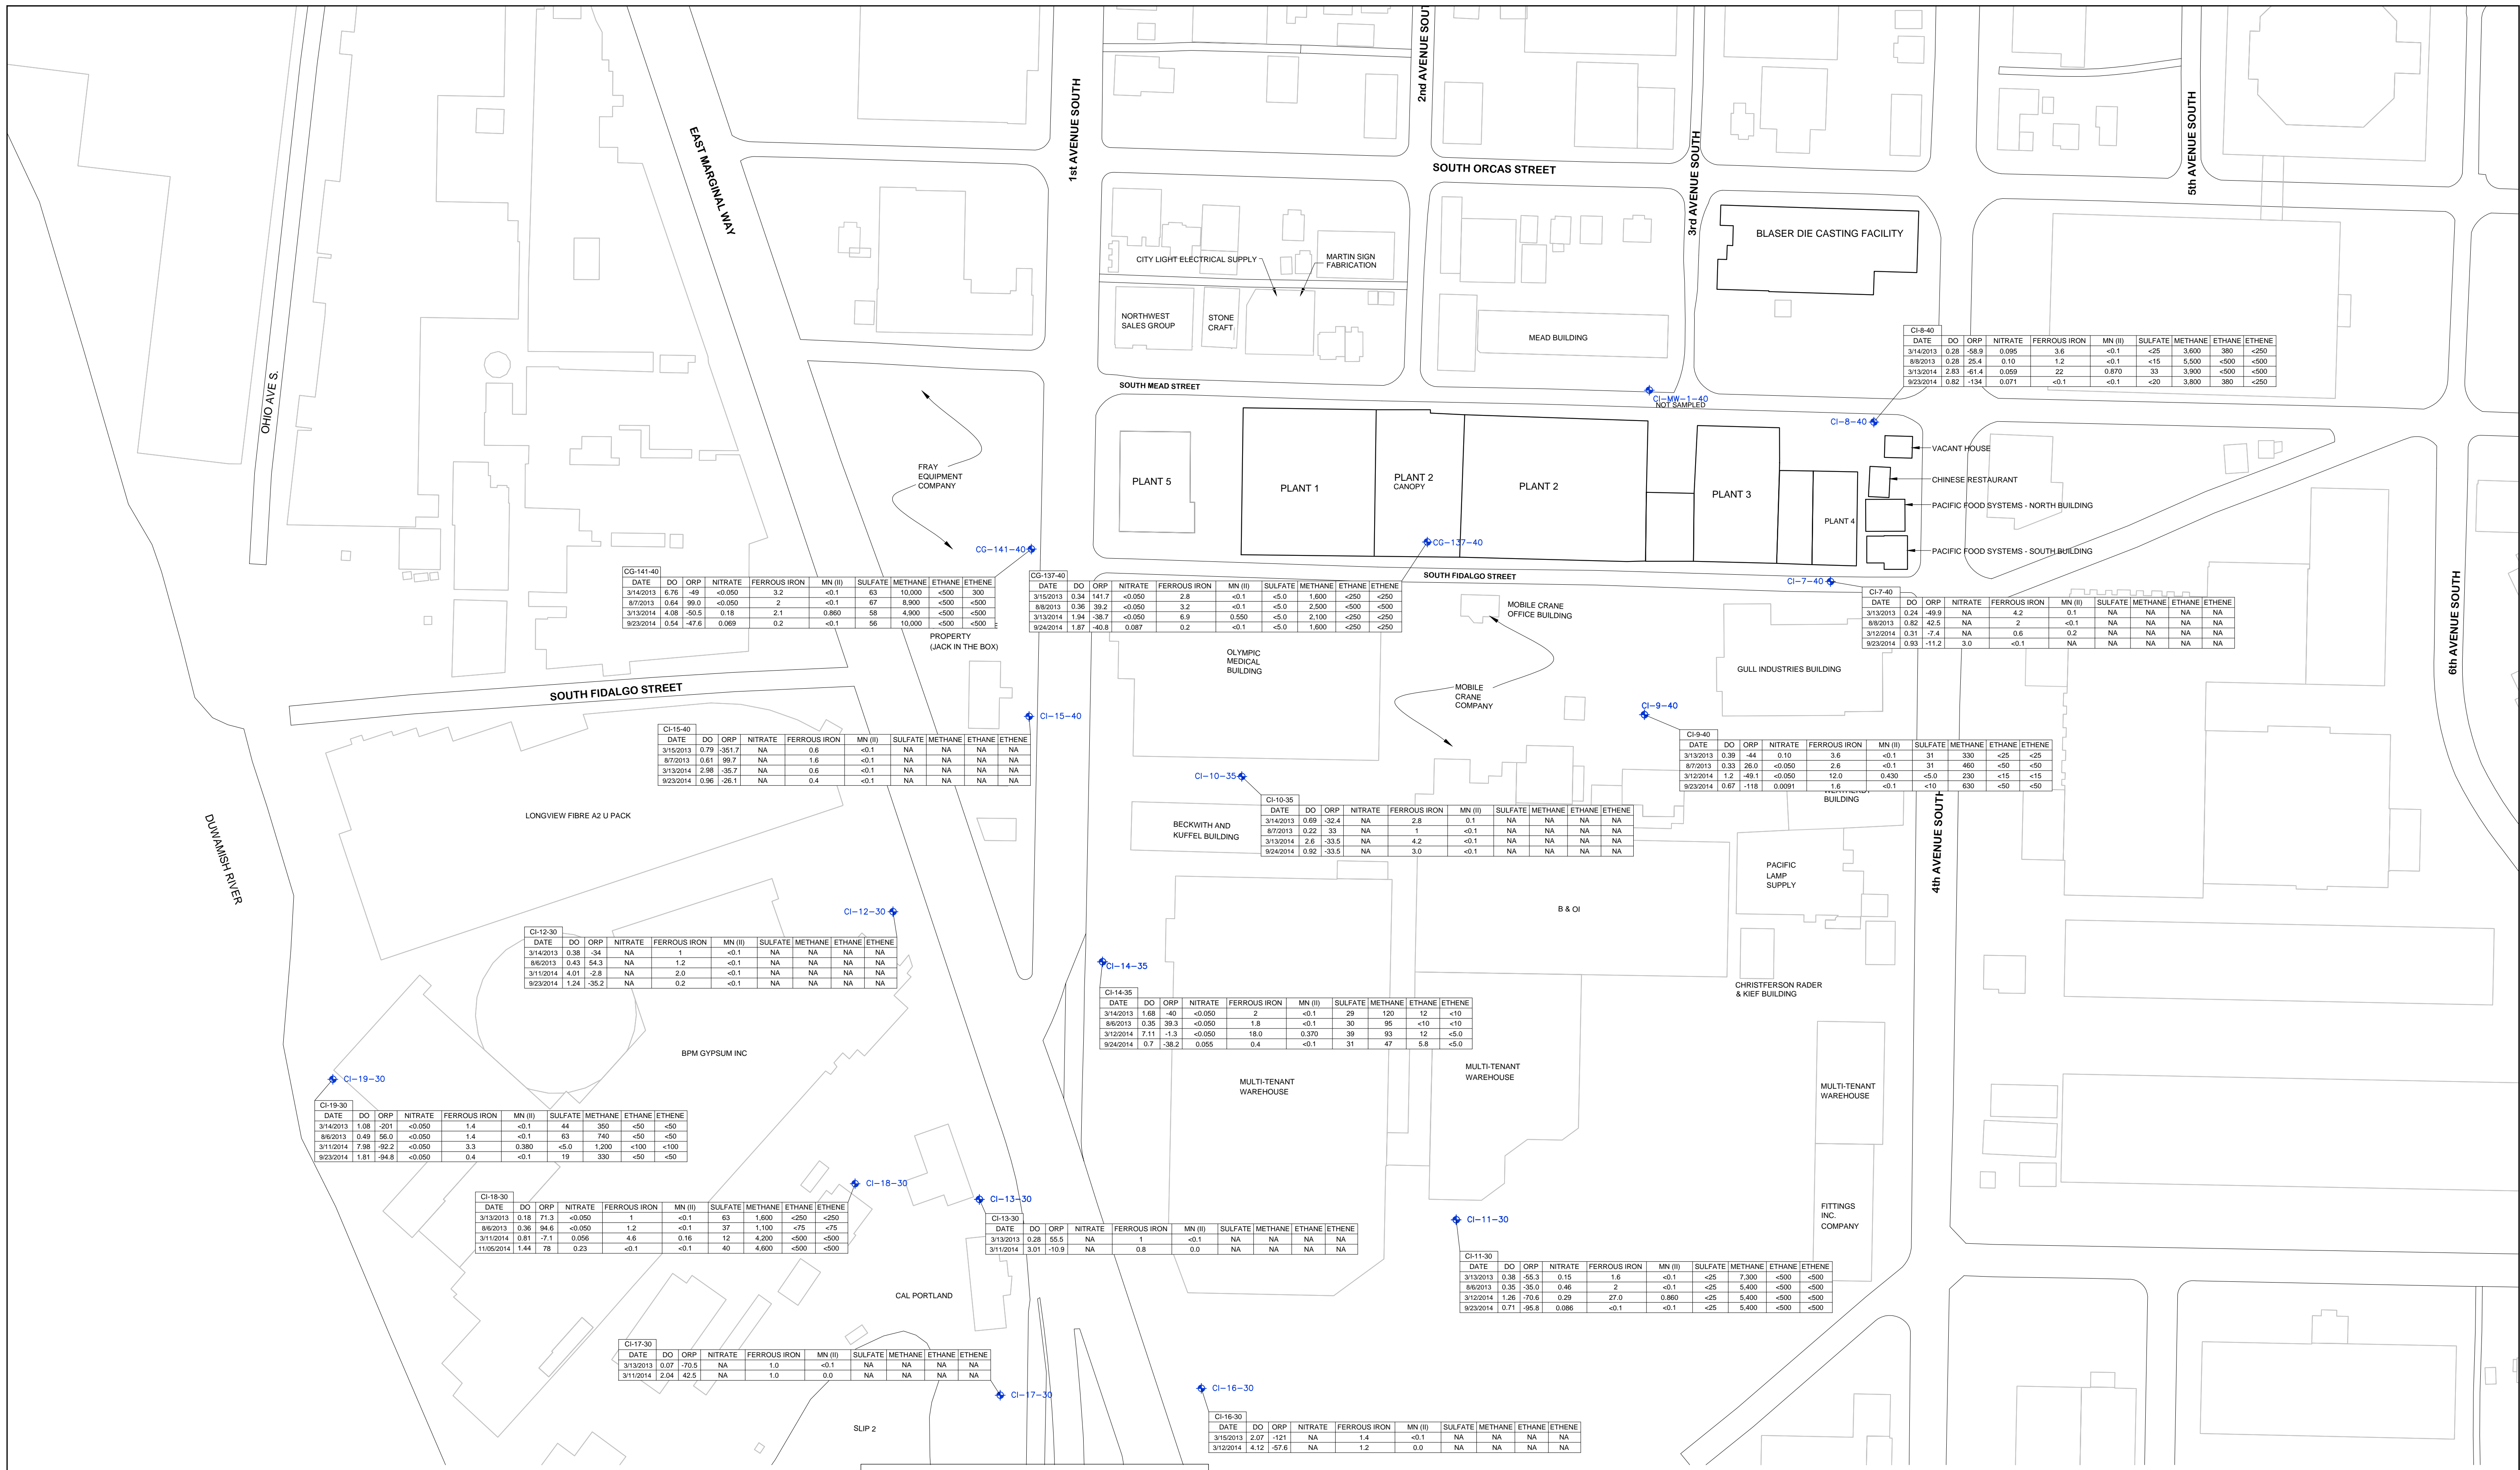 2nd AVENUE SOUT
1st AVENUE SOUTH
EAST MARGINAL WAY
3rd AVENUE SOUTH
5th AVENUE SOUTH
SOUTH ORCAS STREET
BLASER DIE CASTING FACILITY
CITY LIGHT ELECTRICAL SUPPLY
MARTIN SIGN
FABRICATION
NORTHWEST
SALES GROUP
STONE
CRAFT
MEAD BUILDING
OHIO AVE S.
SOUTH MEAD STREET
CI-MW-1-40
NOT SAMPLED
CI-8-40
CI-8-40
DATE DO ORP NITRATE FERROUS IRON MN (II) SULFATE METHANE ETHANE ETHENE
3/14/2013 0.28 -58.9 0.095 3.6 <0.1 <25 3,600 380 <250
8/8/2013 0.28 25.4 0.10 1.2 <0.1 <15 5,500 <500 <500
3/13/2014 2.83 -61.4 0.059 22 0.870 33 3,900 <500 <500
9/23/2014 0.82 -134 0.071 <0.1 <0.1 <20 3,800 380 <250
FRAY
EQUIPMENT
COMPANY
PLANT 5
PLANT 1
PLANT 2
CANOPY
PLANT 2
PLANT 3
PLANT 4
VACANT HOUSE
CHINESE RESTAURANT
PACIFIC FOOD SYSTEMS - NORTH BUILDING
PACIFIC FOOD SYSTEMS - SOUTH BUILDING
CG-141-40
CG-141-40
DATE DO ORP NITRATE FERROUS IRON MN (II) SULFATE METHANE ETHANE ETHENE
3/14/2013 6.76 -49 <0.050 3.2 <0.1 63 10,000 <500 300
8/7/2013 0.64 99.0 <0.050 2 <0.1 67 8,900 <500 <500
3/13/2014 4.08 -50.5 0.18 2.1 0.860 58 4,900 <500 <500
9/23/2014 0.54 -47.6 0.069 0.2 <0.1 56 10,000 <500 <500
PROPERTY
(JACK IN THE BOX)
CG-137-40
CG-137-40
DATE DO ORP NITRATE FERROUS IRON MN (II) SULFATE METHANE ETHANE ETHENE
3/15/2013 0.34 141.7 <0.050 2.8 <0.1 <5.0 1,600 <250 <250
8/8/2013 0.36 39.2 <0.050 3.2 <0.1 <5.0 2,500 <500 <500
3/13/2014 1.94 -38.7 <0.050 6.9 0.550 <5.0 2,100 <250 <250
9/24/2014 1.87 -40.8 0.087 0.2 <0.1 <5.0 1,600 <250 <250
SOUTH FIDALGO STREET
MOBILE CRANE
OFFICE BUILDING
CI-7-40
CI-7-40
DATE DO ORP NITRATE FERROUS IRON MN (II) SULFATE METHANE ETHANE ETHENE
3/13/2013 0.24 -49.9 NA 4.2 0.1 NA NA NA NA
8/8/2013 0.82 42.5 NA 2 <0.1 NA NA NA NA
3/12/2014 0.31 -7.4 NA 0.6 0.2 NA NA NA NA
9/23/2014 0.93 -11.2 3.0 <0.1 NA NA NA NA
OLYMPIC
MEDICAL
BUILDING
MOBILE
CRANE
COMPANY
GULL INDUSTRIES BUILDING
6th AVENUE SOUTH
SOUTH FIDALGO STREET
CI-15-40
CI-15-40
DATE DO ORP NITRATE FERROUS IRON MN (II) SULFATE METHANE ETHANE ETHENE
3/15/2013 0.79 -351.7 NA 0.6 <0.1 NA NA NA NA
8/7/2013 0.61 99.7 NA 1.6 <0.1 NA NA NA NA
3/13/2014 2.98 -35.7 NA 0.6 <0.1 NA NA NA NA
9/23/2014 0.96 -26.1 NA 0.4 <0.1 NA NA NA NA
CI-9-40
CI-9-40
DATE DO ORP NITRATE FERROUS IRON MN (II) SULFATE METHANE ETHANE ETHENE
3/13/2013 0.39 -44 0.10 3.6 <0.1 31 330 <25 <25
8/7/2013 0.33 26.0 <0.050 2.6 <0.1 31 460 <50 <50
3/12/2014 1.2 -49.1 <0.050 12.0 0.430 <5.0 230 <15 <15
9/23/2014 0.67 -118 0.0091 1.6 <0.1 <10 630 <50 <50
BUILDING
CI-10-35
CI-10-35
DATE DO ORP NITRATE FERROUS IRON MN (II) SULFATE METHANE ETHANE ETHENE
3/14/2013 0.69 -32.4 NA 2.8 0.1 NA NA NA NA
8/7/2013 0.22 33 NA 1 <0.1 NA NA NA NA
3/13/2014 2.6 -33.5 NA 4.2 <0.1 NA NA NA NA
9/24/2014 0.92 -33.5 NA 3.0 <0.1 NA NA NA NA
LONGVIEW FIBRE A2 U PACK
BECKWITH AND
KUFFEL BUILDING
DUWAMISH RIVER
4th AVENUE SOUTH
PACIFIC
LAMP
SUPPLY
B & OI
CI-12-30
CI-12-30
DATE DO ORP NITRATE FERROUS IRON MN (II) SULFATE METHANE ETHANE ETHENE
3/14/2013 0.38 -34 NA 1 <0.1 NA NA NA NA
8/6/2013 0.43 54.3 NA 1.2 <0.1 NA NA NA NA
3/11/2014 4.01 -2.8 NA 2.0 <0.1 NA NA NA NA
9/23/2014 1.24 -35.2 NA 0.2 <0.1 NA NA NA NA
CI-14-35
CI-14-35
DATE DO ORP NITRATE FERROUS IRON MN (II) SULFATE METHANE ETHANE ETHENE
3/14/2013 1.68 -40 <0.050 2 <0.1 29 120 12 <10
8/6/2013 0.35 39.3 <0.050 1.8 <0.1 30 95 <10 <10
3/12/2014 7.11 -1.3 <0.050 18.0 0.370 39 93 12 <5.0
9/24/2014 0.7 -38.2 0.055 0.4 <0.1 31 47 5.8 <5.0
CHRISTFERSON RADER
& KIEF BUILDING
BPM GYPSUM INC
MULTI-TENANT
WAREHOUSE
MULTI-TENANT
WAREHOUSE
MULTI-TENANT
WAREHOUSE
CI-19-30
CI-19-30
DATE DO ORP NITRATE FERROUS IRON MN (II) SULFATE METHANE ETHANE ETHENE
3/14/2013 1.08 -201 <0.050 1.4 <0.1 44 350 <50 <50
8/6/2013 0.49 56.0 <0.050 1.4 <0.1 63 740 <50 <50
3/11/2014 7.98 -92.2 <0.050 3.3 0.380 <5.0 1,200 <100 <100
9/23/2014 1.81 -94.8 <0.050 0.4 <0.1 19 330 <50 <50
CI-18-30
CI-18-30
DATE DO ORP NITRATE FERROUS IRON MN (II) SULFATE METHANE ETHANE ETHENE
3/13/2013 0.18 71.3 <0.050 1 <0.1 63 1,600 <250 <250
8/6/2013 0.36 94.6 <0.050 1.2 <0.1 37 1,100 <75 <75
3/11/2014 0.81 -7.1 0.056 4.6 0.16 12 4,200 <500 <500
11/05/2014 1.44 78 0.23 <0.1 <0.1 40 4,600 <500 <500
CI-13-30
CI-13-30
DATE DO ORP NITRATE FERROUS IRON MN (II) SULFATE METHANE ETHANE ETHENE
3/13/2013 0.28 55.5 NA 1 <0.1 NA NA NA NA
3/11/2014 3.01 -10.9 NA 0.8 0.0 NA NA NA NA
FITTINGS
INC.
COMPANY
CI-11-30
CI-11-30
DATE DO ORP NITRATE FERROUS IRON MN (II) SULFATE METHANE ETHANE ETHENE
3/13/2013 0.38 -55.3 0.15 1.6 <0.1 <25 7,300 <500 <500
8/6/2013 0.35 -35.0 0.46 2 <0.1 <25 5,400 <500 <500
3/12/2014 1.26 -70.6 0.29 27.0 0.860 <25 5,400 <500 <500
9/23/2014 0.71 -95.8 0.086 <0.1 <0.1 <25 5,400 <500 <500
CAL PORTLAND
CI-17-30
DATE DO ORP NITRATE FERROUS IRON MN (II) SULFATE METHANE ETHANE ETHENE
3/13/2013 0.07 -70.5 NA 1.0 <0.1 NA NA NA NA
3/11/2014 2.04 42.5 NA 1.0 0.0 NA NA NA NA
CI-17-30
SLIP 2
CI-16-30
CI-16-30
DATE DO ORP NITRATE FERROUS IRON MN (II) SULFATE METHANE ETHANE ETHENE
3/15/2013 2.07 -121 NA 1.4 <0.1 NA NA NA NA
3/12/2014 4.12 -57.6 NA 1.2 0.0 NA NA NA NA